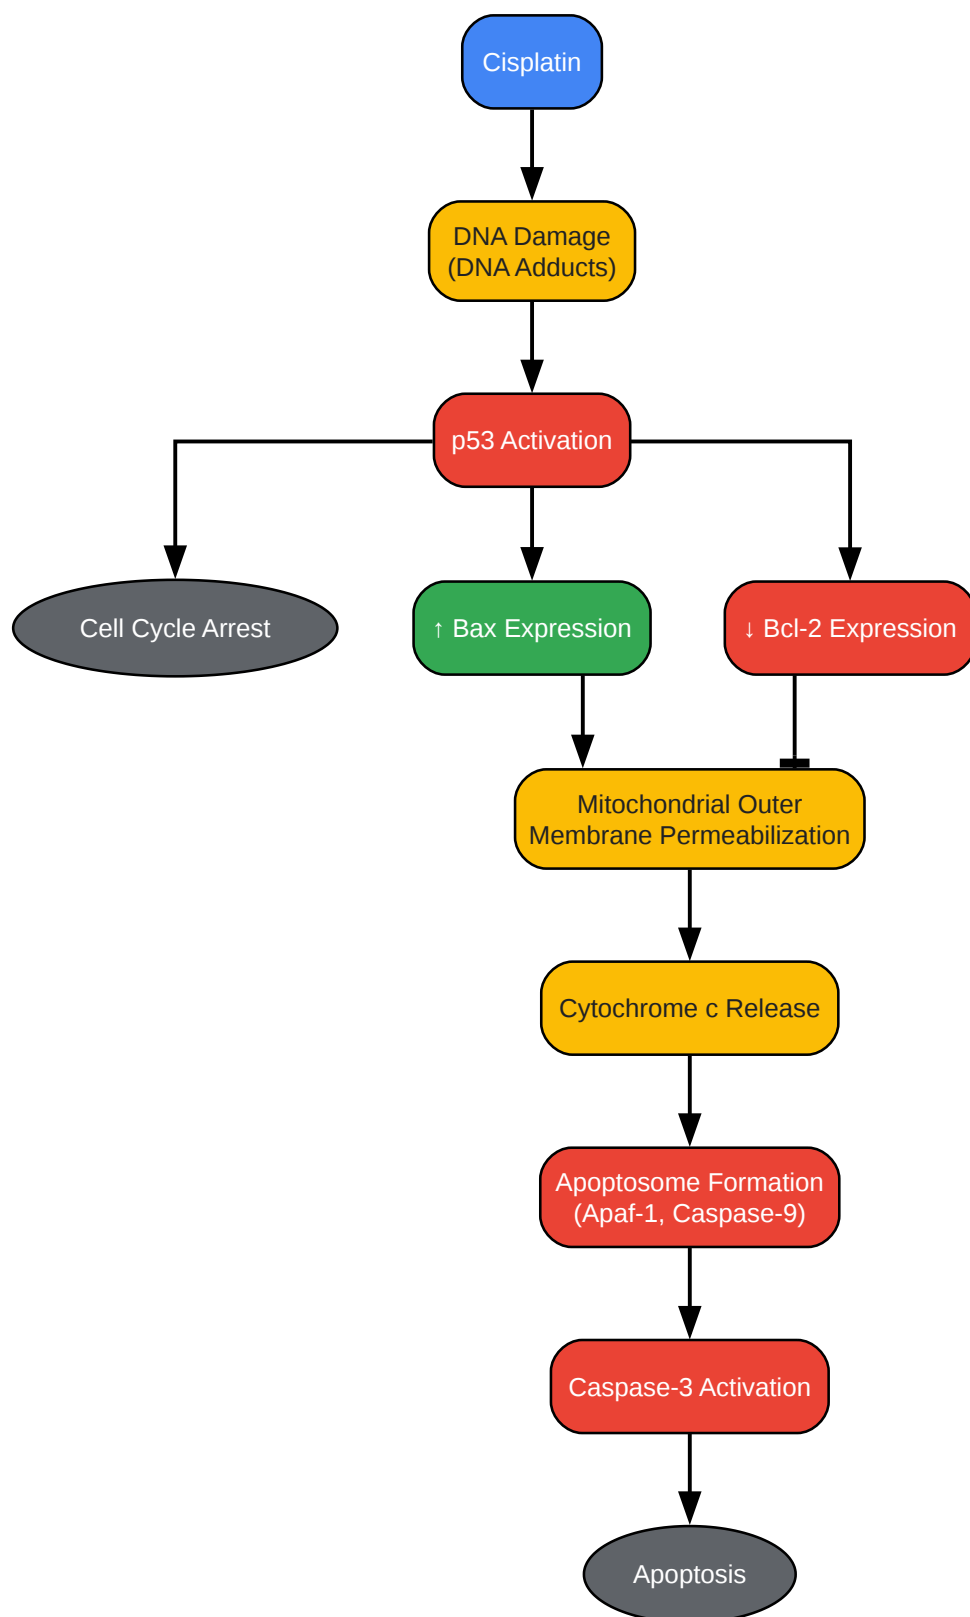 Cisplatin
DNA Damage
(DNA Adducts)
p53 Activation
Cell Cycle Arrest
↑ Bax Expression
↓ Bcl-2 Expression
Mitochondrial Outer
Membrane Permeabilization
Cytochrome c Release
Apoptosome Formation
(Apaf-1, Caspase-9)
Caspase-3 Activation
Apoptosis